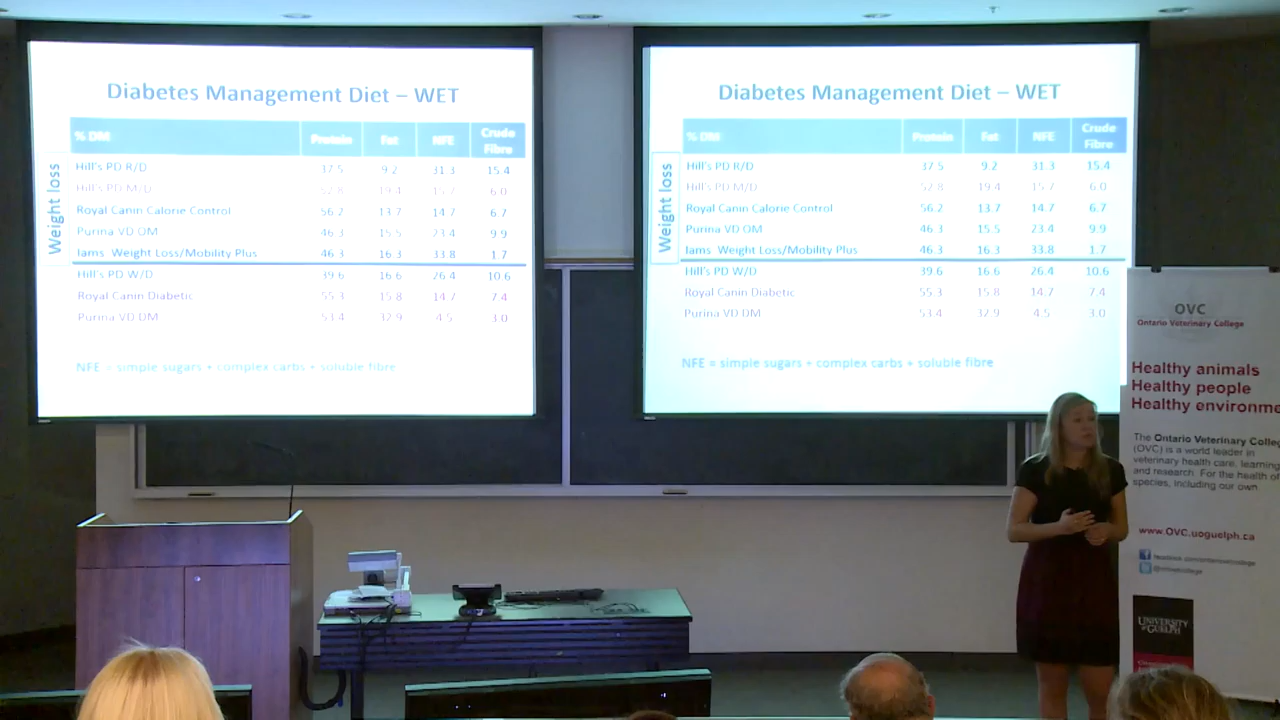 Diabetes Management Diet – WET
% DM Protein Fat NFE Crude Fibre
Weight loss
Hill's PD R/D 37.5 9.2 31.3 15.4
Hill's PD M/D 52.8 19.4 15.7 6.0
Royal Canin Calorie Control 56.2 13.7 14.7 6.7
Purina VD OM 46.3 15.5 23.4 9.9
Iams Weight Loss/Mobility Plus 46.3 16.3 33.8 1.7
Hill's PD W/D 39.6 16.6 26.4 10.6
Royal Canin Diabetic 55.3 15.8 14.7 7.4
Purina VD DM 53.4 32.9 4.5 3.0
NFE = simple sugars + complex carbs + soluble fibre
Diabetes Management Diet – WET
% DM Protein Fat NFE Crude Fibre
Weight loss
Hill's PD R/D 37.5 9.2 31.3 15.4
Hill's PD M/D 52.8 19.4 15.7 6.0
Royal Canin Calorie Control 56.2 13.7 14.7 6.7
Purina VD OM 46.3 15.5 23.4 9.9
Iams Weight Loss/Mobility Plus 46.3 16.3 33.8 1.7
Hill's PD W/D 39.6 16.6 26.4 10.6
Royal Canin Diabetic 55.3 15.8 14.7 7.4
Purina VD DM 53.4 32.9 4.5 3.0
NFE = simple sugars + complex carbs + soluble fibre
OVC
Ontario Veterinary College
Healthy animals
Healthy people
Healthy environme
The Ontario Veterinary Colleg
(OVC) is a world leader in
veterinary health care, learning
and research. For the health of
species, including our own
www.OVC.uoguelph.ca
UNIVERSITY
of GUELPH